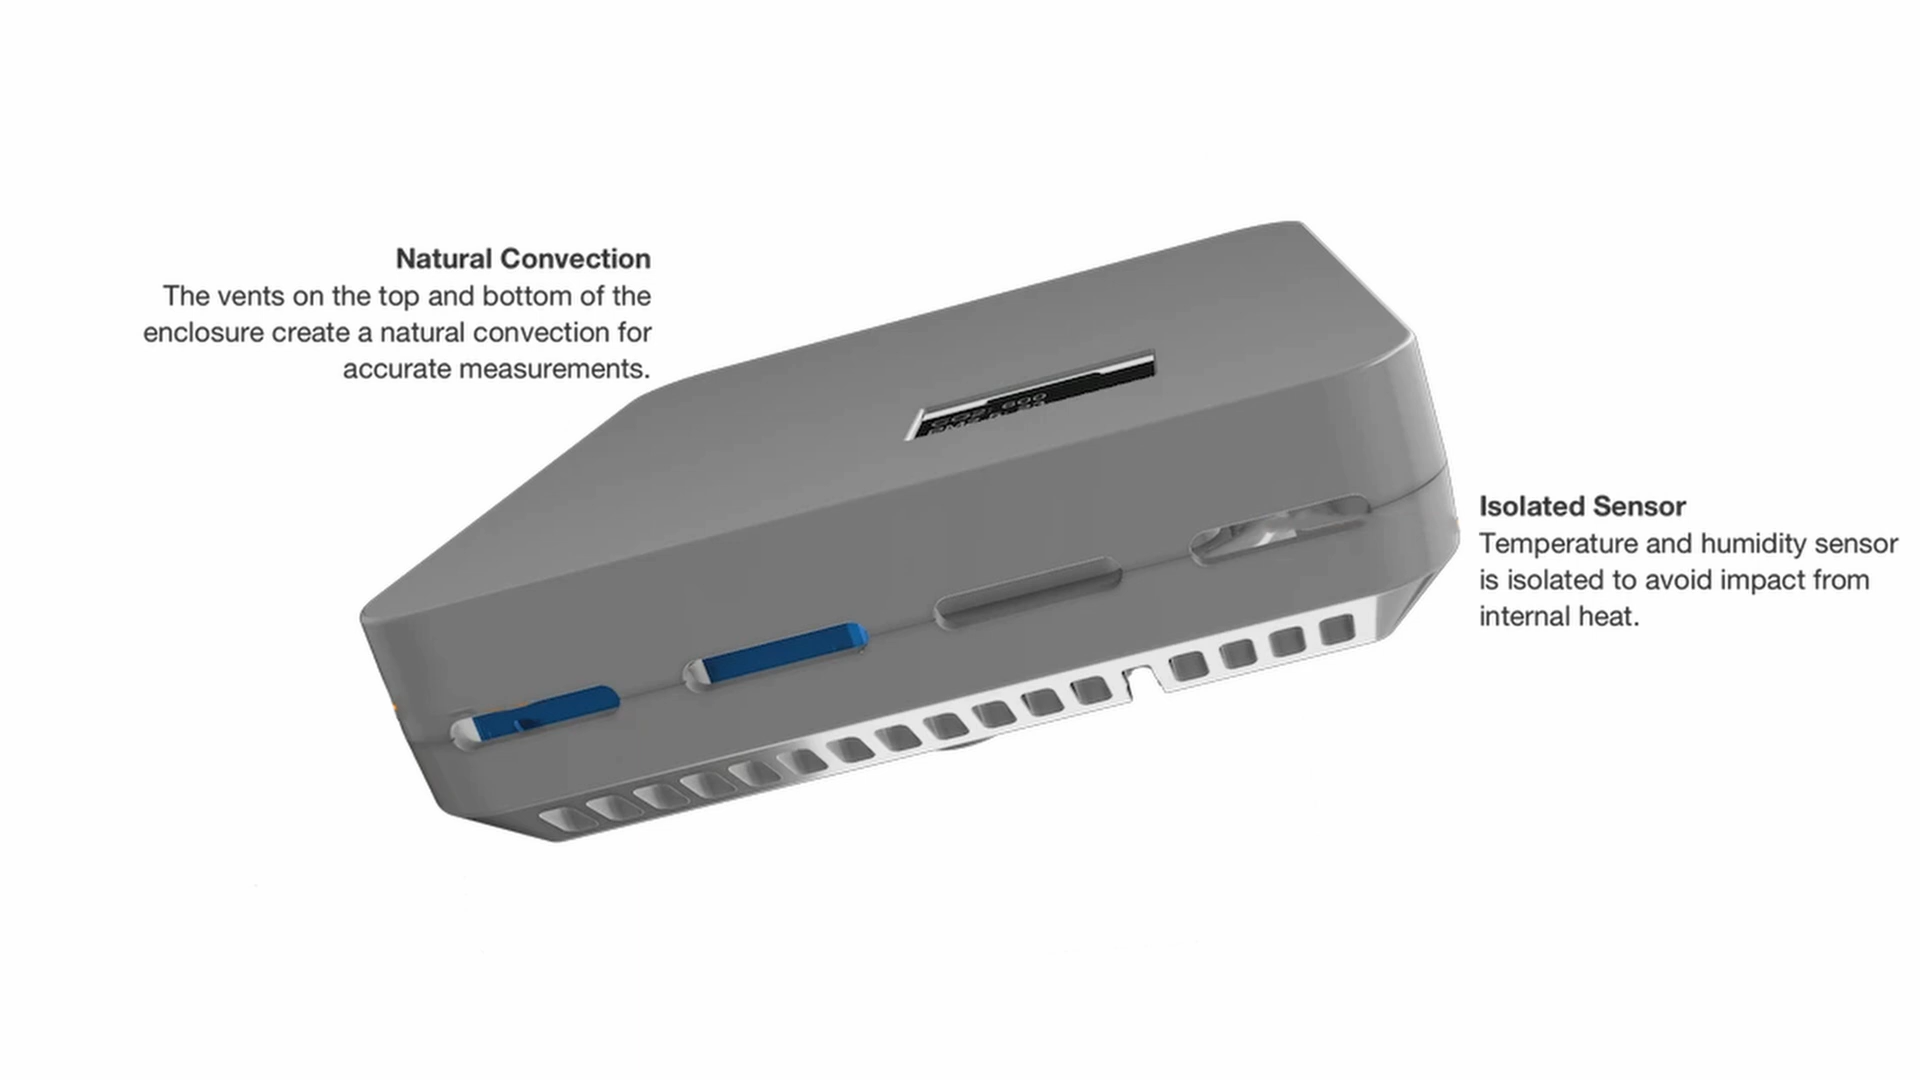 Natural Convection
The vents on the top and bottom of the
enclosure create a natural convection for
accurate measurements.
Isolated Sensor
Temperature and humidity sensor
is isolated to avoid impact from
internal heat.